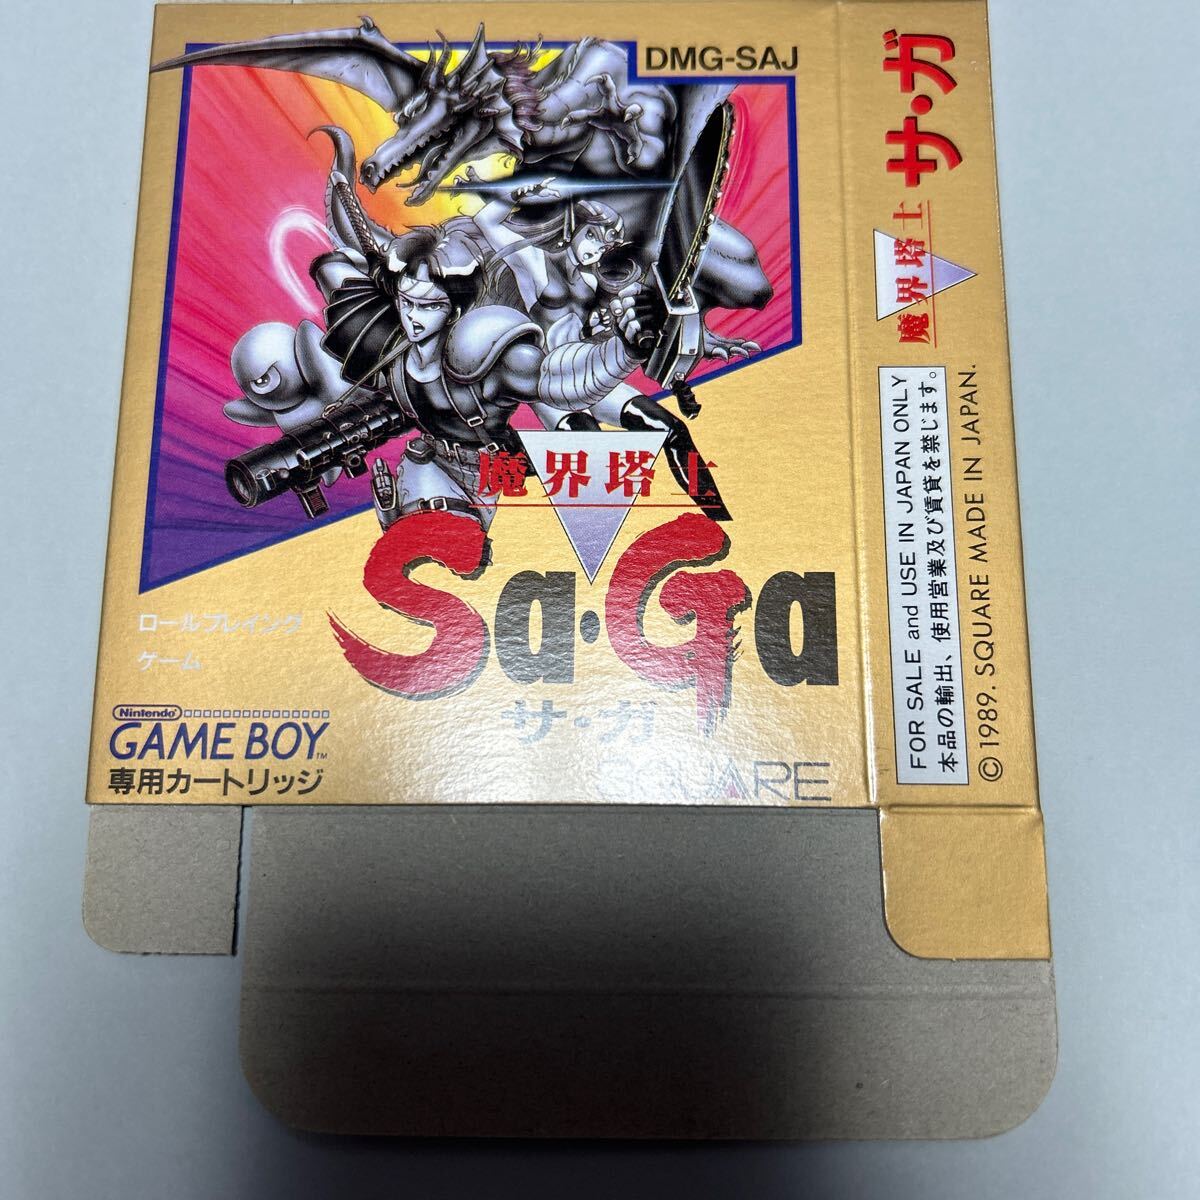 DMG-SAJ
魔界塔士
Sa・Ga
サ・ガ
SQUARE
ロールプレイング
ゲーム
Nintendo
GAME BOY™
専用カートリッジ
魔界塔士 サ・ガ
FOR SALE and USE IN JAPAN ONLY
本品の輸出、使用営業及び賃貸を禁じます。
©1989. SQUARE MADE IN JAPAN.